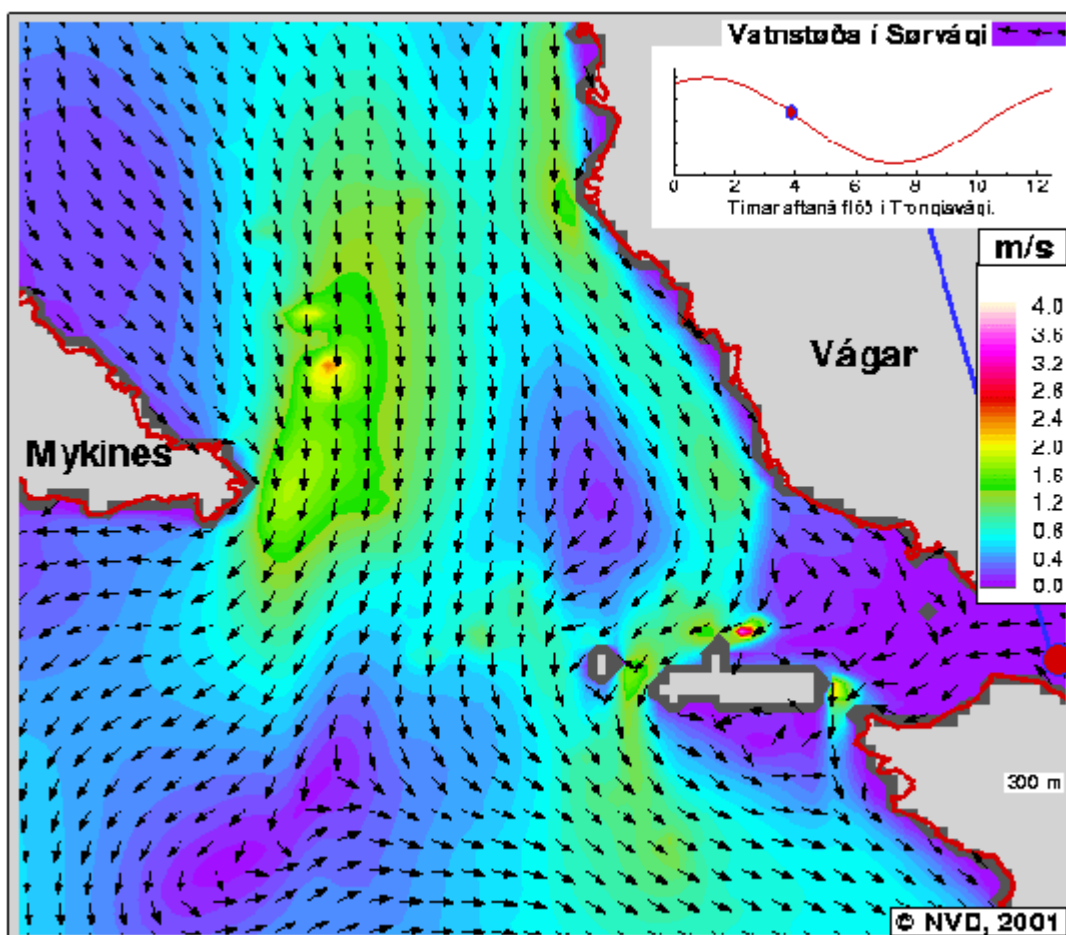 Vatnstøða í Sørvági
0 2 4 6 8 10 12
Tímar aftaná flóð í Trongisvági.
m/s
4.0
3.6
3.2
2.8
2.4
2.0
1.6
1.2
0.8
0.4
0.0
Vágar
Mykines
300 m
© NVD, 2001